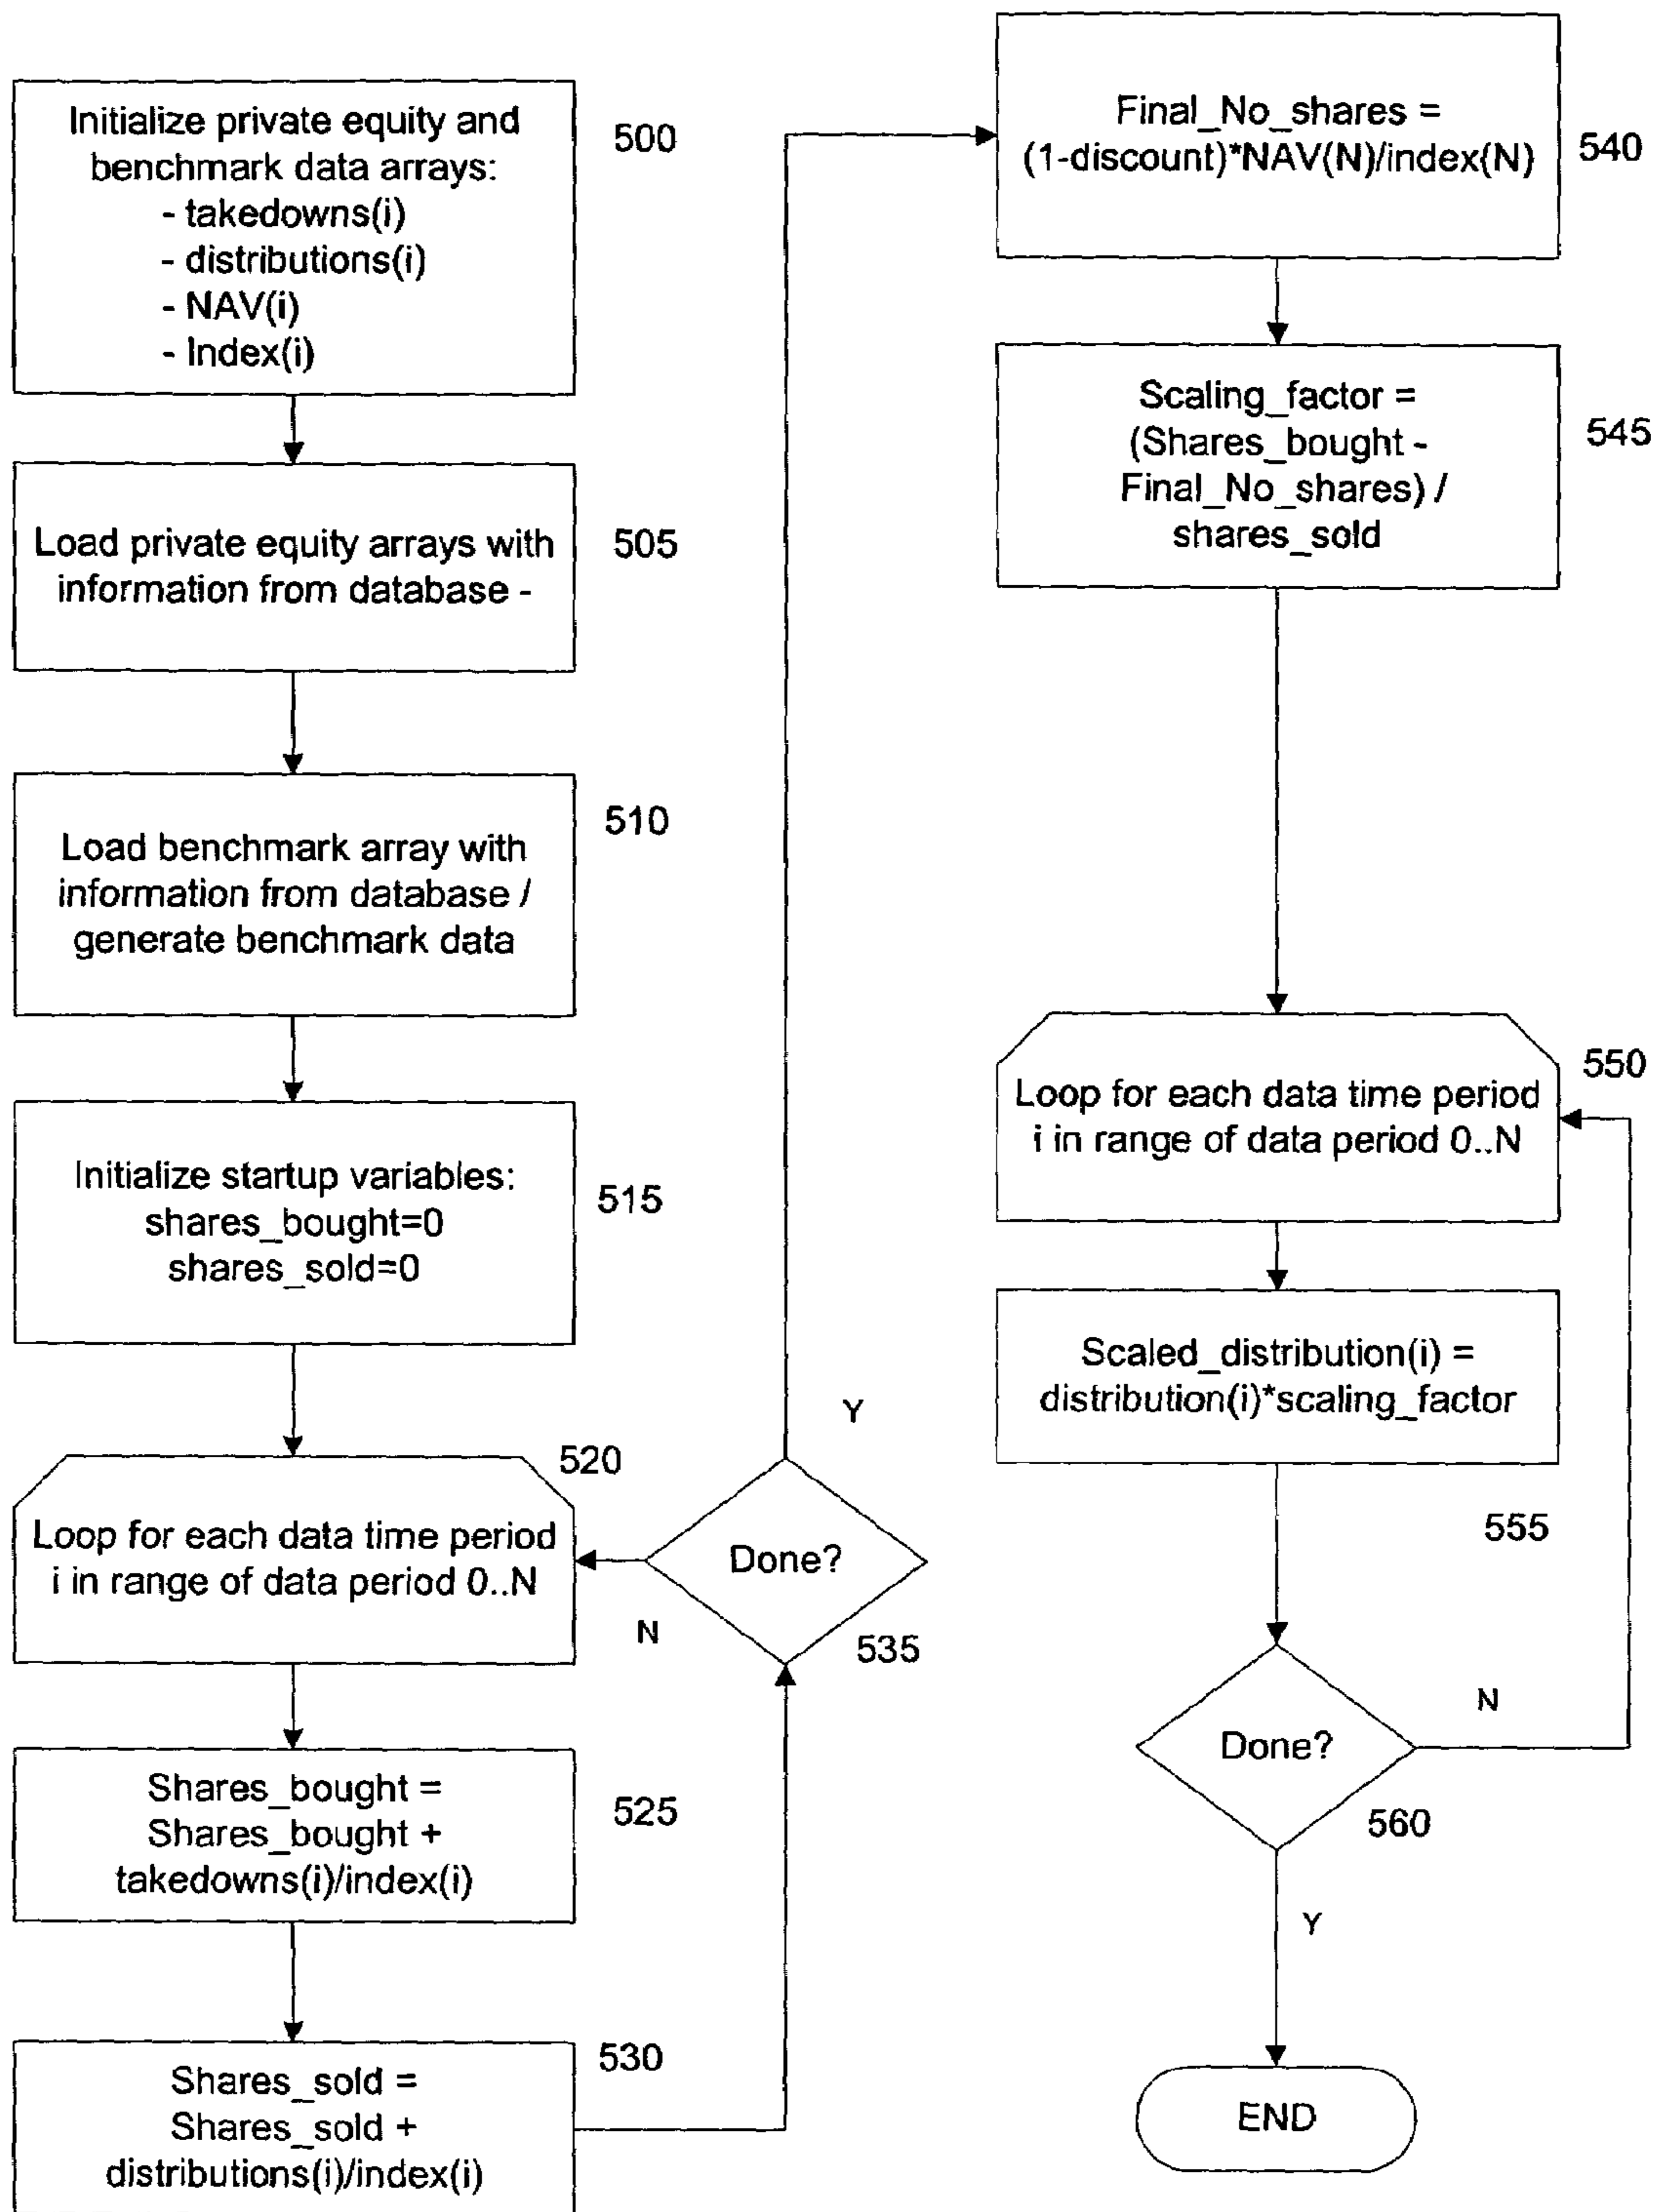 Initialize private equity and
benchmark data arrays:
- takedowns(i)
- distributions(i)
- NAV(i)
- Index(i)
500
Load private equity arrays with
information from database -
505
Load benchmark array with
information from database /
generate benchmark data
510
Initialize startup variables:
shares_bought=0
shares_sold=0
515
520
Loop for each data time period
i in range of data period 0..N
Shares_bought =
Shares_bought +
takedowns(i)/index(i)
525
Shares_sold =
Shares_sold +
distributions(i)/index(i)
530
Y
Done?
N
535
Final_No_shares =
(1-discount)*NAV(N)/index(N)
540
Scaling_factor =
(Shares_bought -
Final_No_shares) /
shares_sold
545
550
Loop for each data time period
i in range of data period 0..N
Scaled_distribution(i) =
distribution(i)*scaling_factor
555
N
Done?
560
Y
END